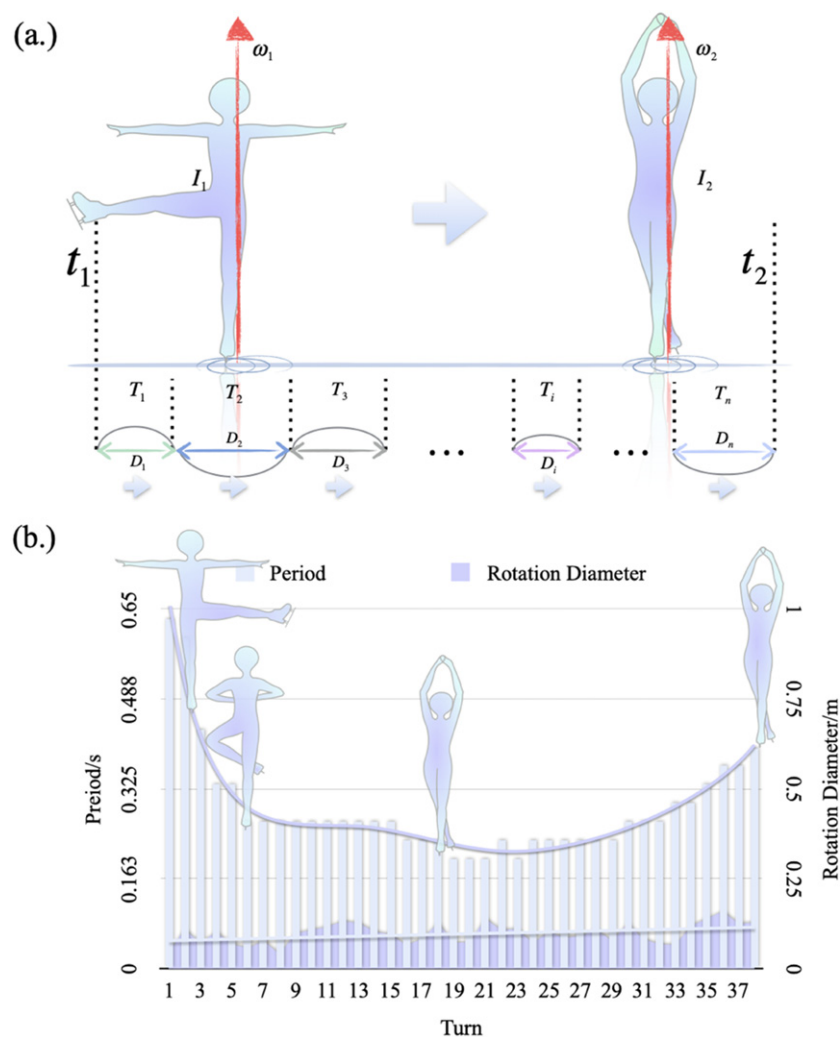 (a.)
ω₁ ω₂
I₁ I₂
t₁ t₂
T₁ T₂ T₃ Tᵢ Tₙ
D₁ D₂ D₃ ••• Dᵢ ••• Dₙ
(b.)
Period Rotation Diameter
Preiod/s
0.65
0.488
0.325
0.163
0
1
0.75
0.5
0.25
0
Rotation Diameter/m
1 3 5 7 9 11 13 15 17 19 21 23 25 27 29 31 33 35 37
Turn